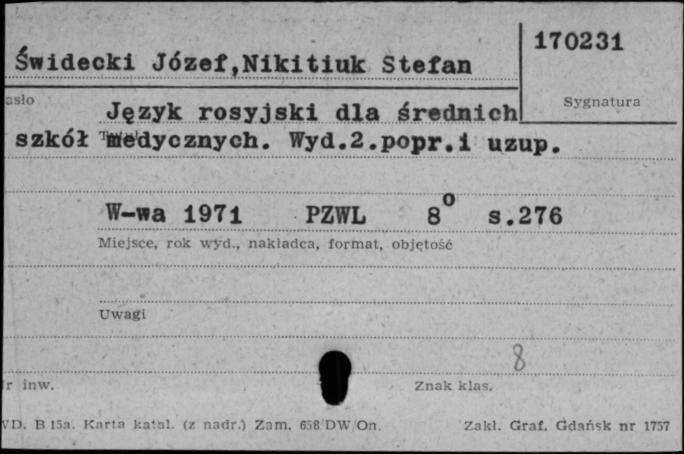 170231
Świdecki Józef,Nikitiuk Stefan
asło
Sygnatura
Język rosyjski dla średnich
szkół medycznych. Wyd.2.popr.i uzup.
W-wa 1971 PZWL 8⁰ s.276
Miejsce, rok wyd., nakładca, format, objętość
Uwagi
8
r inw.
Znak klas.
VD. B 15a. Karta katal. (z nadr.) Zam. 658/DW/On.
Zakł. Graf. Gdańsk nr 1757